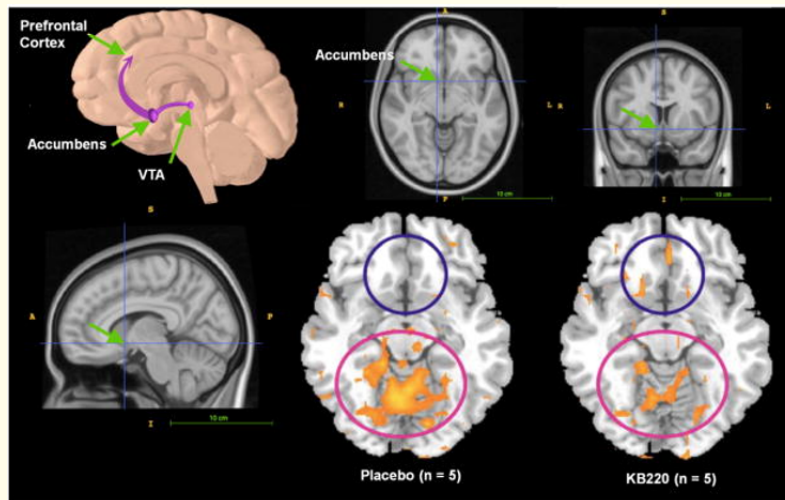 Prefrontal
Cortex
Accumbens
VTA
A
Accumbens
R
L
P
10 cm
S
R
L
I
10 cm
S
A
P
I
10 cm
Placebo (n = 5)
KB220 (n = 5)